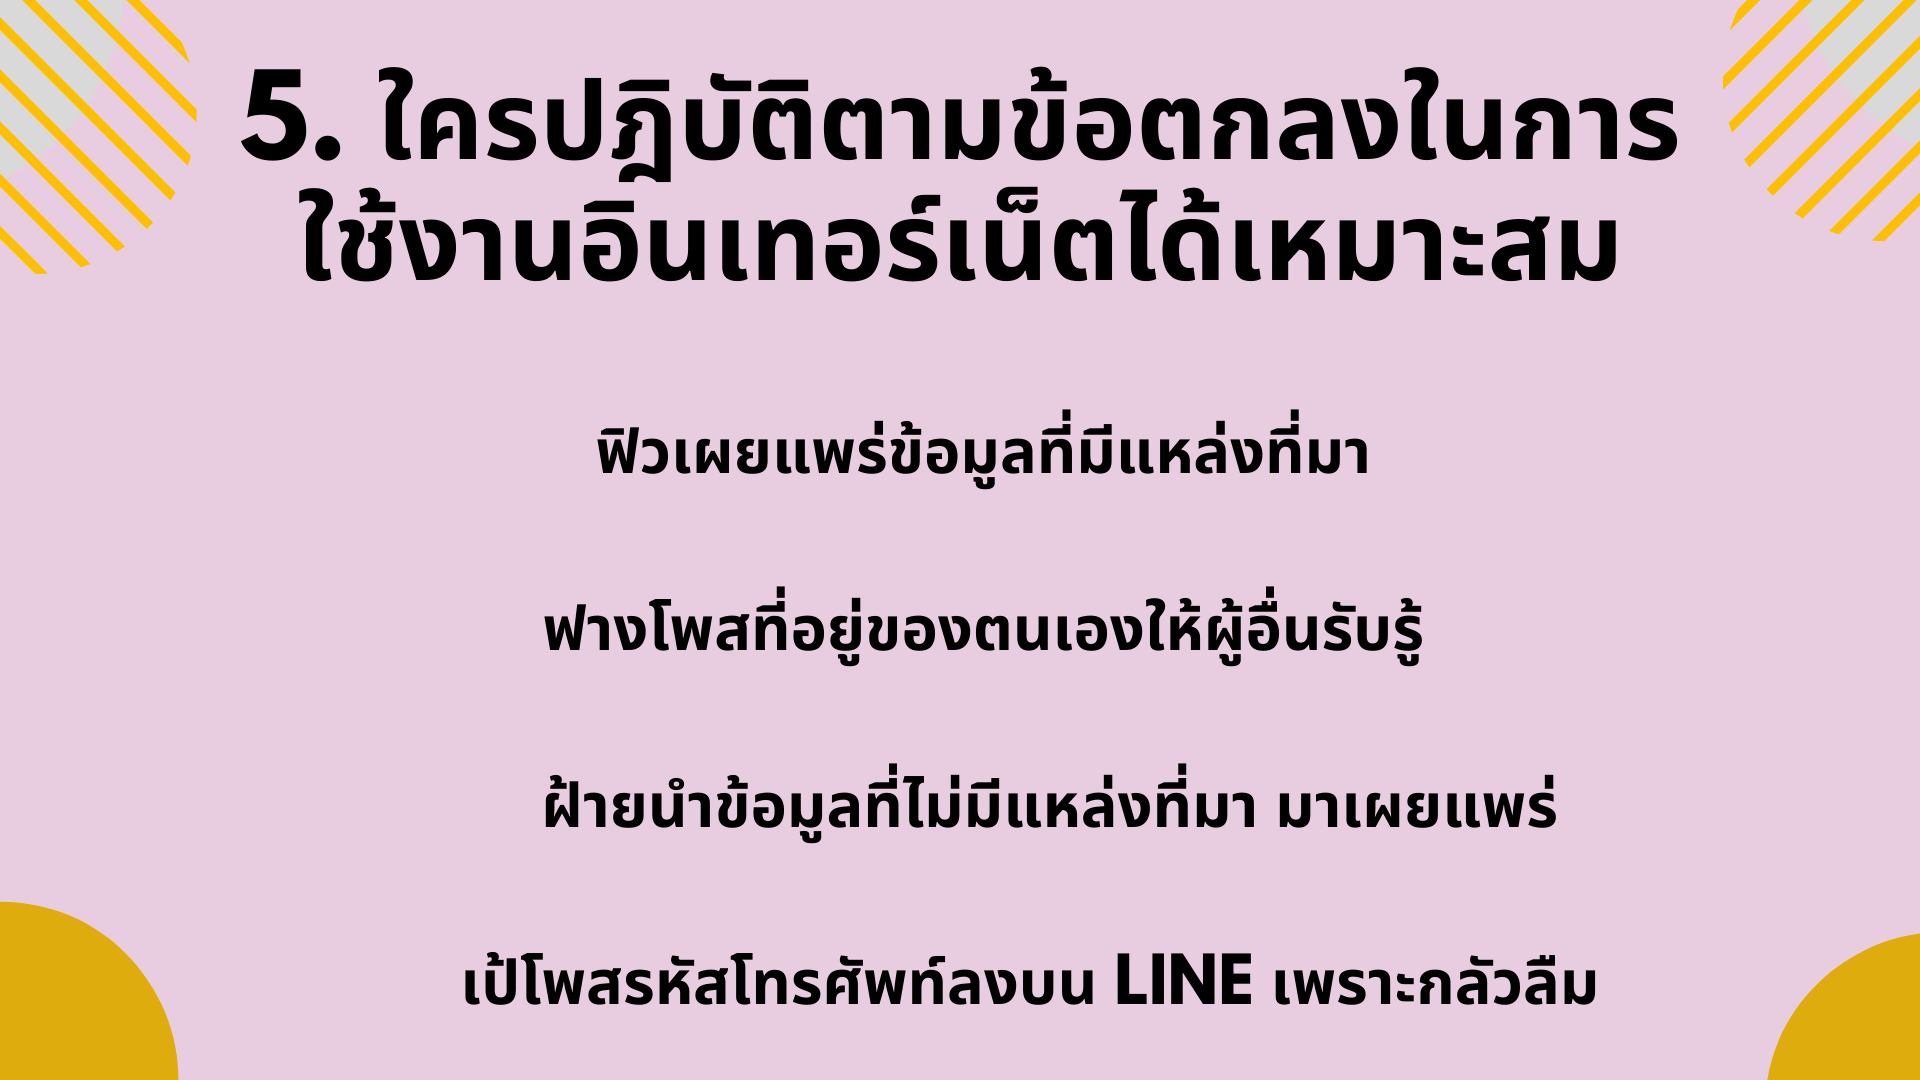 5. ใครปฎิบัติตามข้อตกลงในการ
ใช้งานอินเทอร์เน็ตได้เหมาะสม
ฟิวเผยแพร่ข้อมูลที่มีแหล่งที่มา
ฟางโพสที่อยู่ของตนเองให้ผู้อื่นรับรู้
ฝ้ายนำข้อมูลที่ไม่มีแหล่งที่มา มาเผยแพร่
เป้โพสรหัสโทรศัพท์ลงบน LINE เพราะกลัวลืม